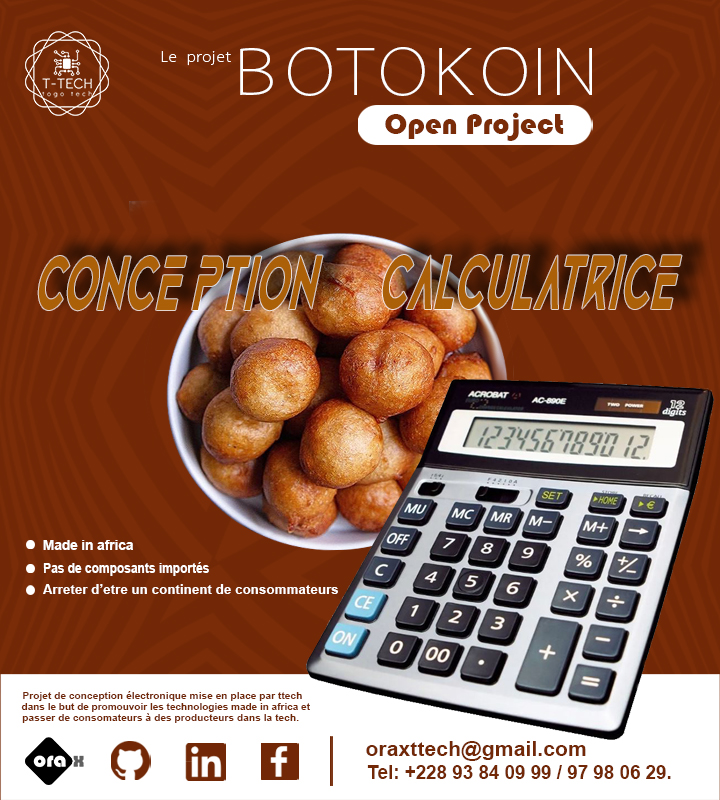 T-TECH
togo tech
Le projet BOTOKOIN
Open Project
CONCEPTION CALCULATRICE
ACROBAT
AC-890E
TWO POWER
12
digits
123456789012
SET
HOME
€
MU MC MR M- M+ →
OFF 7 8 9 % +/-
C 4 5 6 × ÷
CE 1 2 3 + −
ON 0 00 . =
Made in africa
Pas de composants importés
Arreter d’etre un continent de consommateurs
Projet de conception électronique mise en place par ttech
dans le but de promouvoir les technologies made in africa et
passer de consomateurs à des producteurs dans la tech.
orax
in
f
oraxttech@gmail.com
Tel: +228 93 84 09 99 / 97 98 06 29.